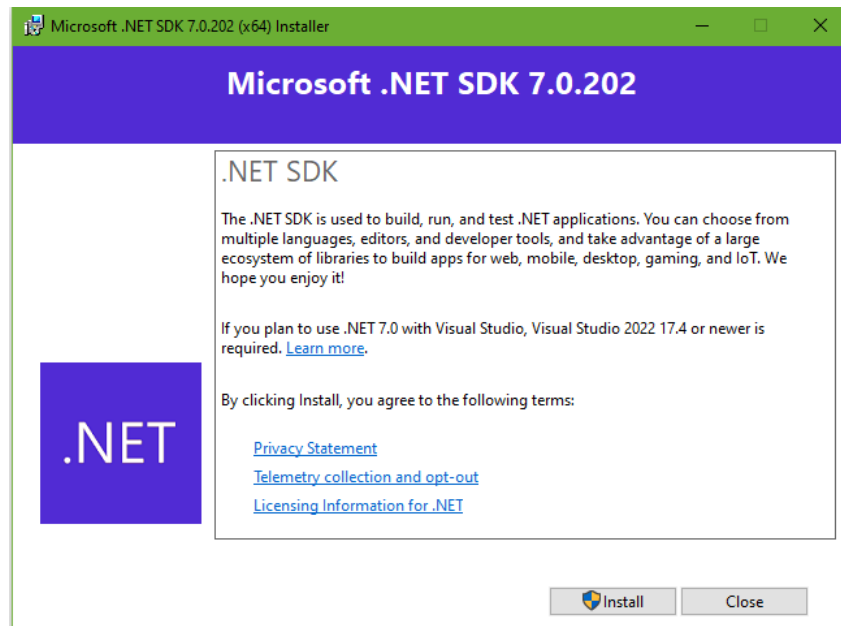 Microsoft .NET SDK 7.0.202 (x64) Installer
Microsoft .NET SDK 7.0.202
.NET SDK
The .NET SDK is used to build, run, and test .NET applications. You can choose from
multiple languages, editors, and developer tools, and take advantage of a large
ecosystem of libraries to build apps for web, mobile, desktop, gaming, and IoT. We
hope you enjoy it!
If you plan to use .NET 7.0 with Visual Studio, Visual Studio 2022 17.4 or newer is
required. Learn more.
By clicking Install, you agree to the following terms:
.NET
Privacy Statement
Telemetry collection and opt-out
Licensing Information for .NET
Install
Close